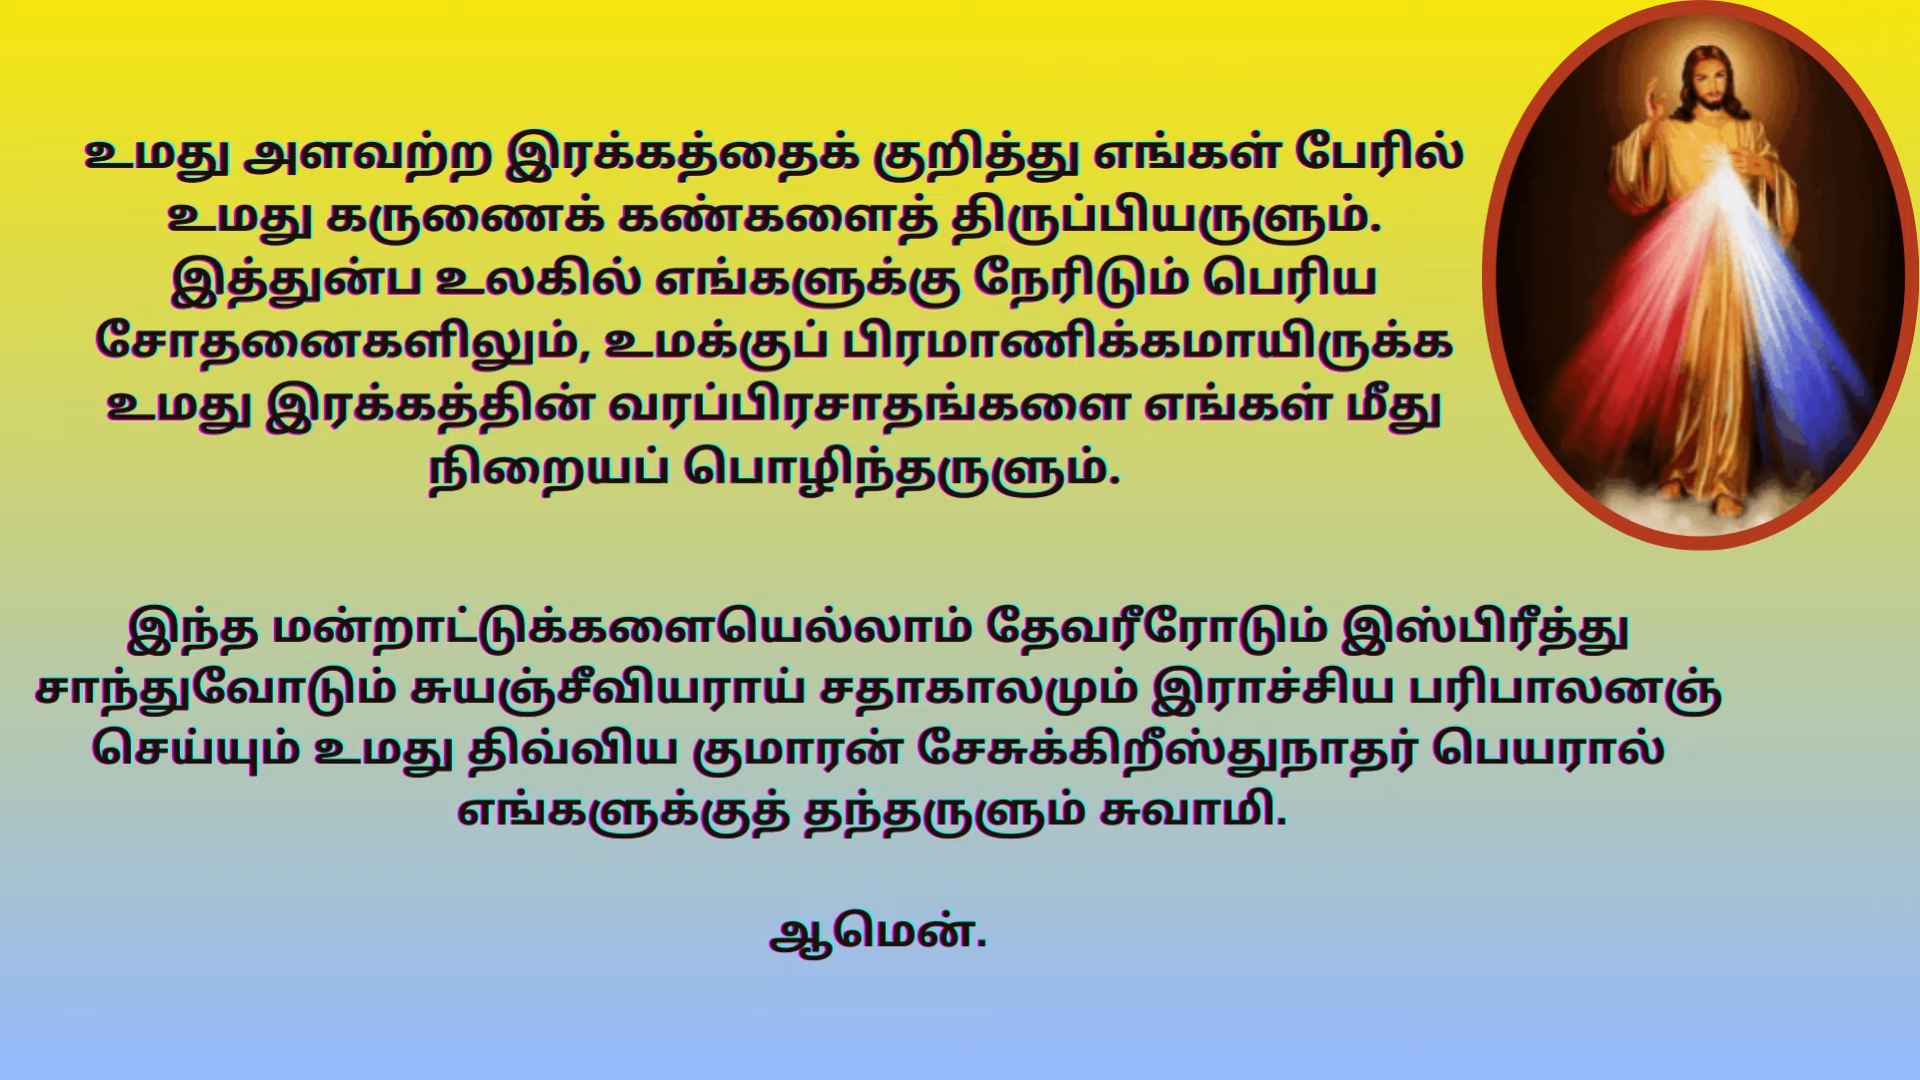 உமது அளவற்ற இரக்கத்தைக் குறித்து எங்கள் பேரில்
உமது கருணைக் கண்களைத் திருப்பியருளும்.
இத்துன்ப உலகில் எங்களுக்கு நேரிடும் பெரிய
சோதனைகளிலும், உமக்குப் பிரமாணிக்கமாயிருக்க
உமது இரக்கத்தின் வரப்பிரசாதங்களை எங்கள் மீது
நிறையப் பொழிந்தருளும்.
இந்த மன்றாட்டுக்களையெல்லாம் தேவரீரோடும் இஸ்பிரீத்து
சாந்துவோடும் சுயஞ்சீவியராய் சதாகாலமும் இராச்சிய பரிபாலனஞ்
செய்யும் உமது திவ்விய குமாரன் சேசுக்கிறீஸ்துநாதர் பெயரால்
எங்களுக்குத் தந்தருளும் சுவாமி.
ஆமென்.